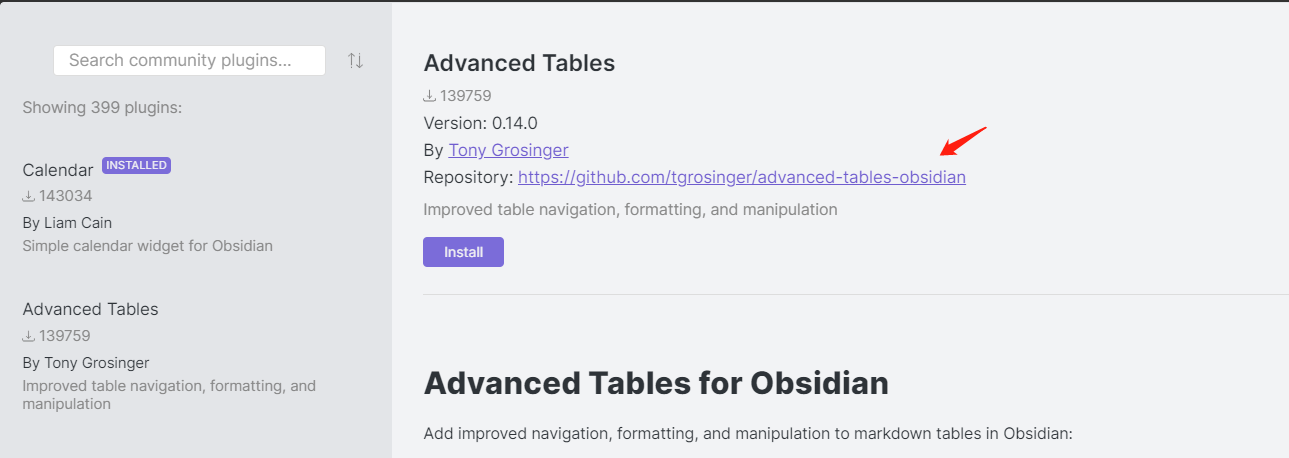 Search community plugins...
Showing 399 plugins:
Calendar INSTALLED
143034
By Liam Cain
Simple calendar widget for Obsidian
Advanced Tables
139759
By Tony Grosinger
Improved table navigation, formatting, and
manipulation
Advanced Tables
139759
Version: 0.14.0
By Tony Grosinger
Repository: https://github.com/tgrosinger/advanced-tables-obsidian
Improved table navigation, formatting, and manipulation
Install
Advanced Tables for Obsidian
Add improved navigation, formatting, and manipulation to markdown tables in Obsidian: